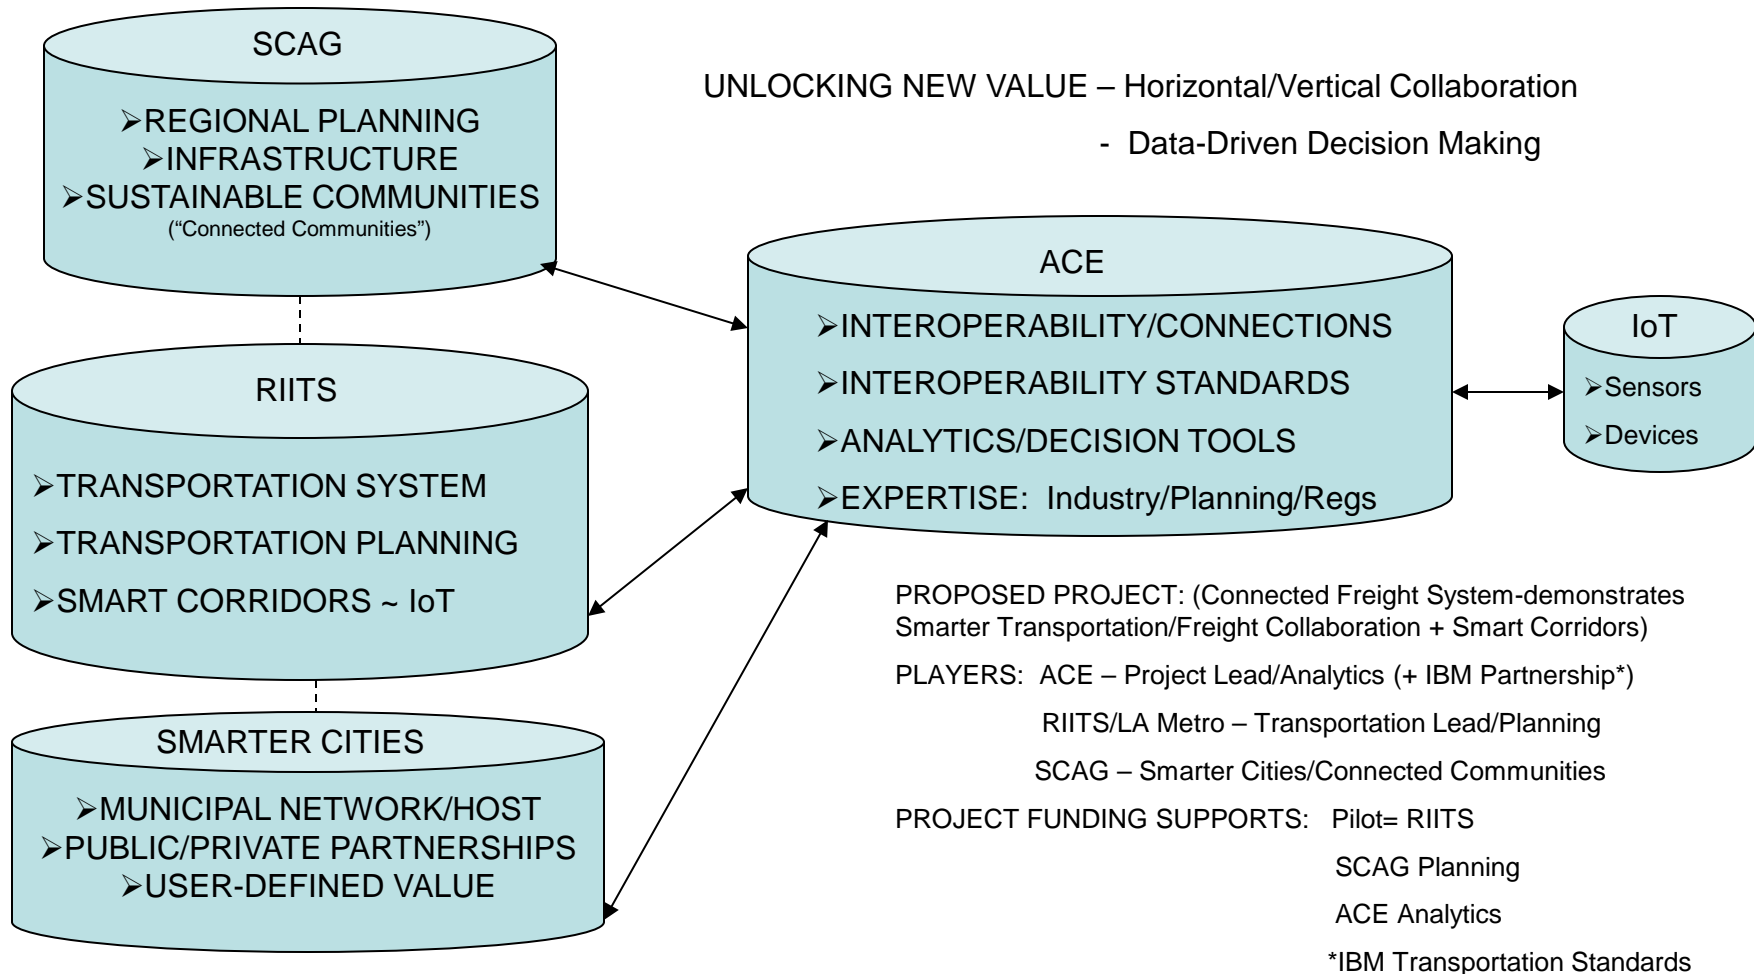 SCAG
➢REGIONAL PLANNING
➢INFRASTRUCTURE
➢SUSTAINABLE COMMUNITIES
(“Connected Communities”)
UNLOCKING NEW VALUE – Horizontal/Vertical Collaboration
- Data-Driven Decision Making
RIITS
➢TRANSPORTATION SYSTEM
➢TRANSPORTATION PLANNING
➢SMART CORRIDORS ~ IoT
ACE
➢INTEROPERABILITY/CONNECTIONS
➢INTEROPERABILITY STANDARDS
➢ANALYTICS/DECISION TOOLS
➢EXPERTISE: Industry/Planning/Regs
IoT
➢Sensors
➢Devices
SMARTER CITIES
➢MUNICIPAL NETWORK/HOST
➢PUBLIC/PRIVATE PARTNERSHIPS
➢USER-DEFINED VALUE
PROPOSED PROJECT: (Connected Freight System-demonstrates
Smarter Transportation/Freight Collaboration + Smart Corridors)
PLAYERS: ACE – Project Lead/Analytics (+ IBM Partnership*)
RIITS/LA Metro – Transportation Lead/Planning
SCAG – Smarter Cities/Connected Communities
PROJECT FUNDING SUPPORTS: Pilot= RIITS
SCAG Planning
ACE Analytics
*IBM Transportation Standards